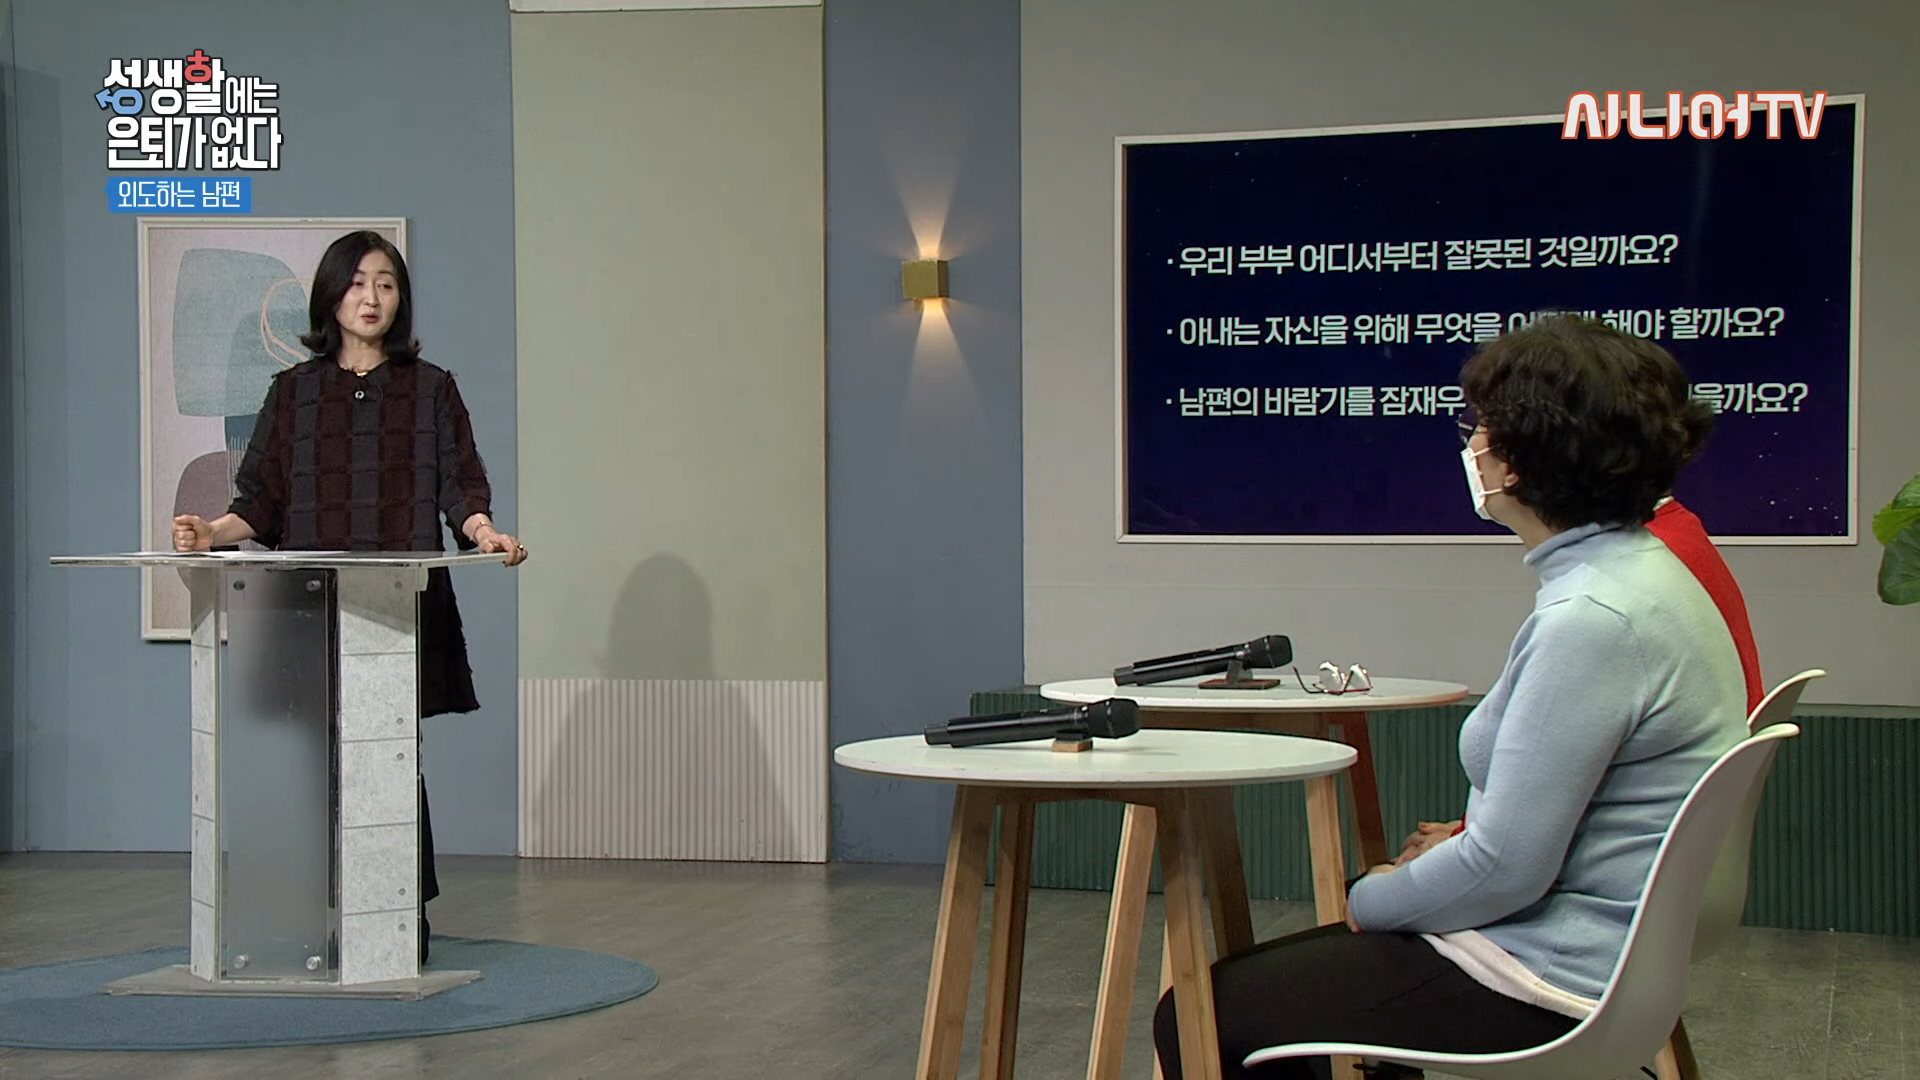 성생활에는
은퇴가 없다
외도하는 남편
시니어TV
· 우리 부부 어디서부터 잘못된 것일까요?
· 아내는 자신을 위해 무엇을 해야 할까요?
· 남편의 바람기를 잠재우 을까요?